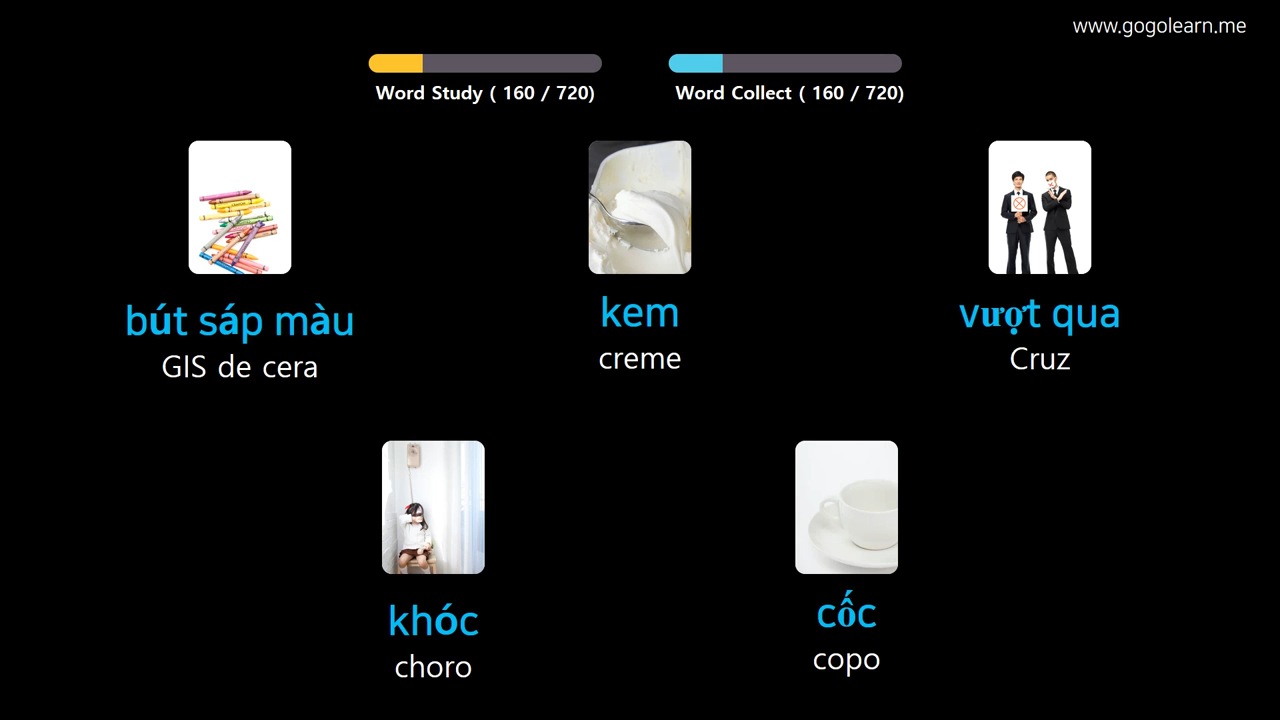 www.gogolearn.me
Word Study ( 160 / 720)
Word Collect ( 160 / 720)
bút sáp màu
GIS de cera
kem
creme
vượt qua
Cruz
khóc
choro
cốc
copo